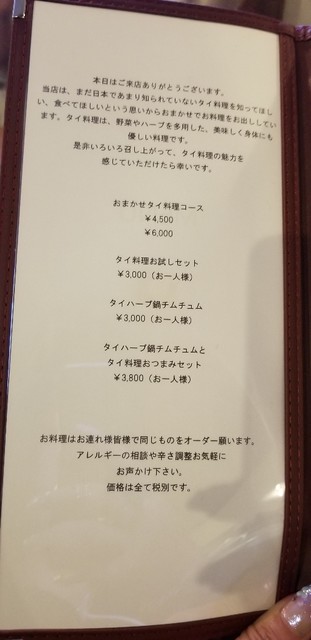 本日はご来店ありがとうございます。
当店は、まだ日本であまり知られていないタイ料理を知ってほし
い、食べてほしいという思いからおまかせでお料理をお出ししてい
ます。タイ料理は、野菜やハーブを多用した、美味しく身体にも
優しい料理です。
是非いろいろ召し上がって、タイ料理の魅力を
感じていただけたら幸いです。
おまかせタイ料理コース
￥4,500
￥6,000
タイ料理お試しセット
￥3,000（お一人様）
タイハーブ鍋チムチュム
￥3,000（お一人様）
タイハーブ鍋チムチュムと
タイ料理おつまみセット
￥3,800（お一人様）
お料理はお連れ様皆様で同じものをオーダー願います。
アレルギーの相談や辛さ調整お気軽に
お声かけ下さい。
価格は全て税別です。